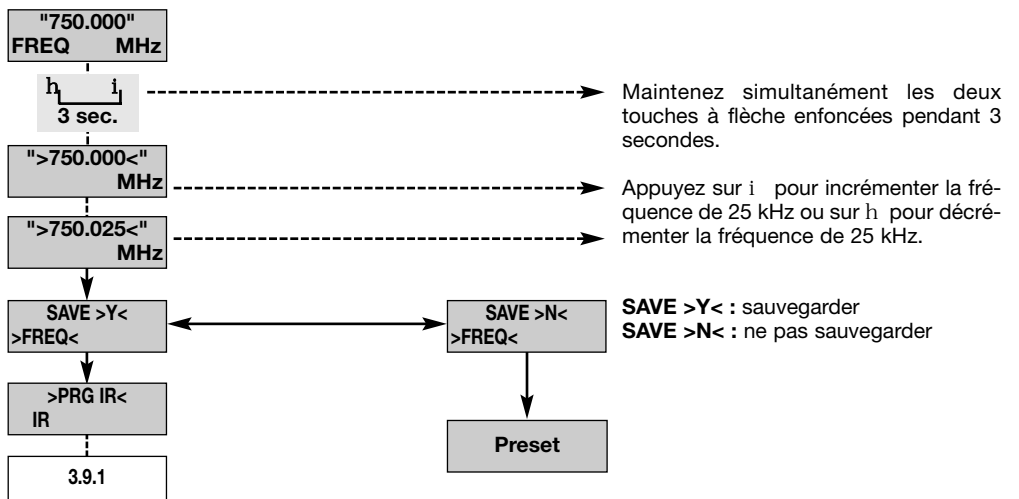 "750.000"
FREQ MHz
h i
3 sec.
Maintenez simultanément les deux
touches à flèche enfoncées pendant 3
secondes.
">750.000<"
MHz
Appuyez sur i pour incrémenter la fré-
quence de 25 kHz ou sur h pour décré-
menter la fréquence de 25 kHz.
">750.025<"
MHz
SAVE >Y<
>FREQ<
SAVE >N<
>FREQ<
SAVE >Y< : sauvegarder
SAVE >N< : ne pas sauvegarder
>PRG IR<
IR
Preset
3.9.1